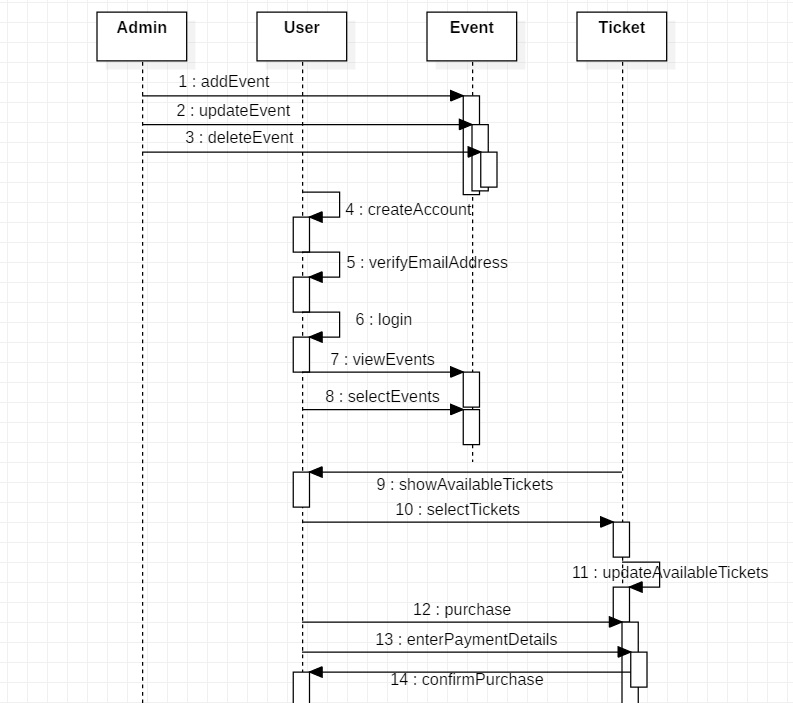 Admin User Event Ticket
1 : addEvent
2 : updateEvent
3 : deleteEvent
4 : createAccount
5 : verifyEmailAddress
6 : login
7 : viewEvents
8 : selectEvents
9 : showAvailableTickets
10 : selectTickets
11 : updateAvailableTickets
12 : purchase
13 : enterPaymentDetails
14 : confirmPurchase